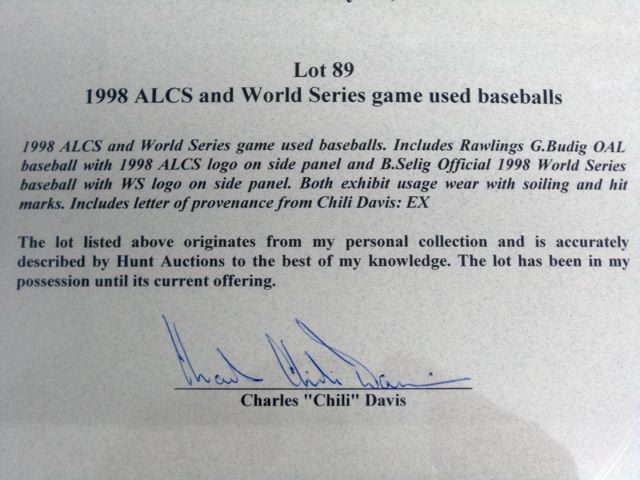 Lot 89
1998 ALCS and World Series game used baseballs
1998 ALCS and World Series game used baseballs. Includes Rawlings G.Budig OAL
baseball with 1998 ALCS logo on side panel and B.Selig Official 1998 World Series
baseball with WS logo on side panel. Both exhibit usage wear with soiling and hit
marks. Includes letter of provenance from Chili Davis: EX
The lot listed above originates from my personal collection and is accurately
described by Hunt Auctions to the best of my knowledge. The lot has been in my
possession until its current offering.
Chili Davis
Charles "Chili" Davis